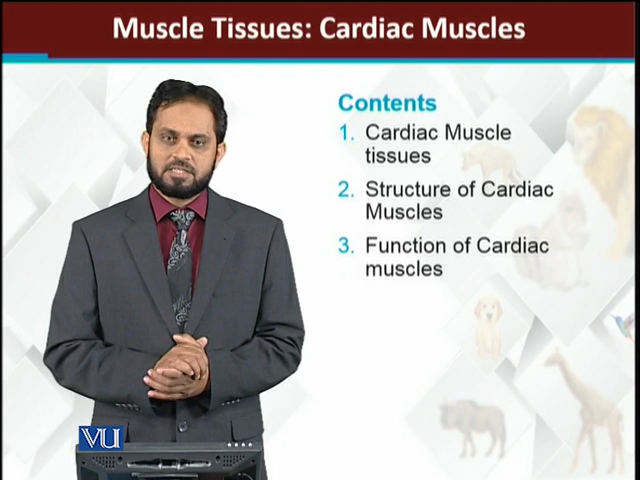 Muscle Tissues: Cardiac Muscles
Contents
1. Cardiac Muscle
tissues
2. Structure of Cardiac
Muscles
3. Function of Cardiac
muscles
VU